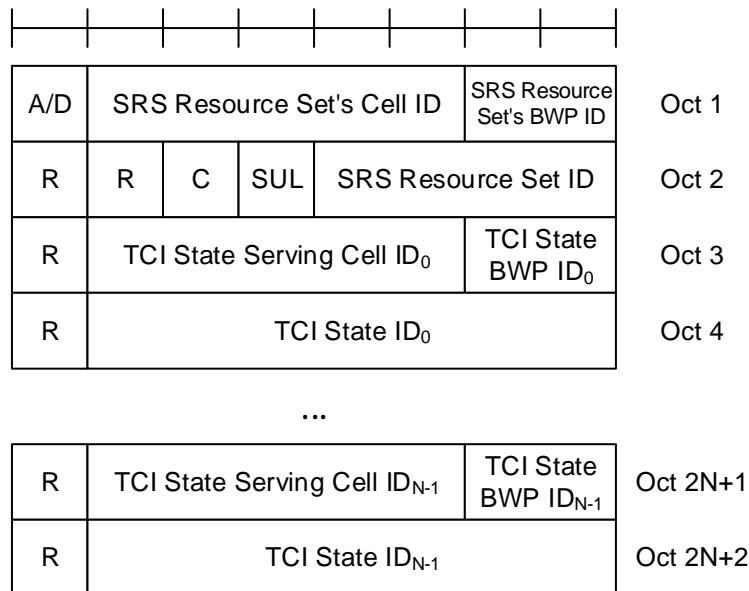 A/D SRS Resource Set's Cell ID SRS Resource Set's BWP ID Oct 1
R R C SUL SRS Resource Set ID Oct 2
R TCI State Serving Cell ID₀ TCI State BWP ID₀ Oct 3
R TCI State ID₀ Oct 4
...
R TCI State Serving Cell IDN-1 TCI State BWP IDN-1 Oct 2N+1
R TCI State IDN-1 Oct 2N+2